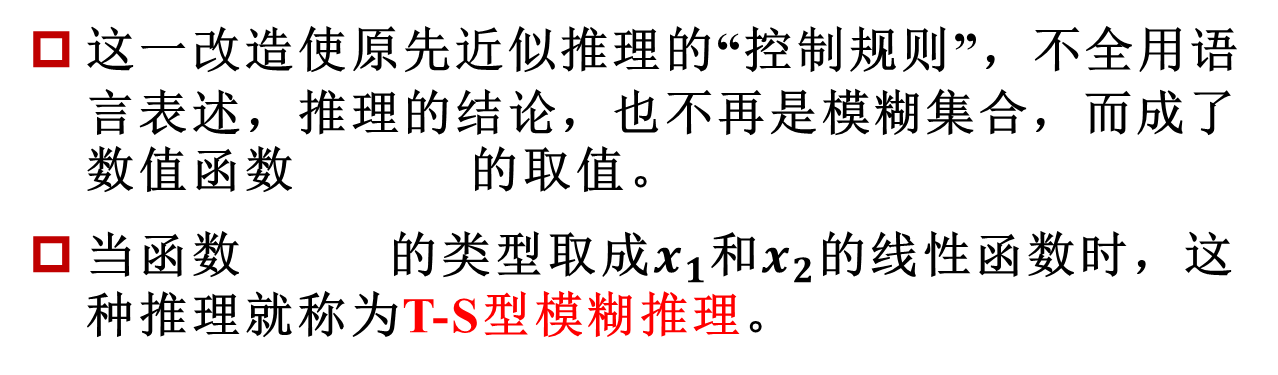 这一改造使原先近似推理的“控制规则”，不全用语
言表述，推理的结论，也不再是模糊集合，而成了
数值函数 的取值。
当函数 的类型取成x₁和x₂的线性函数时，这
种推理就称为T-S型模糊推理。